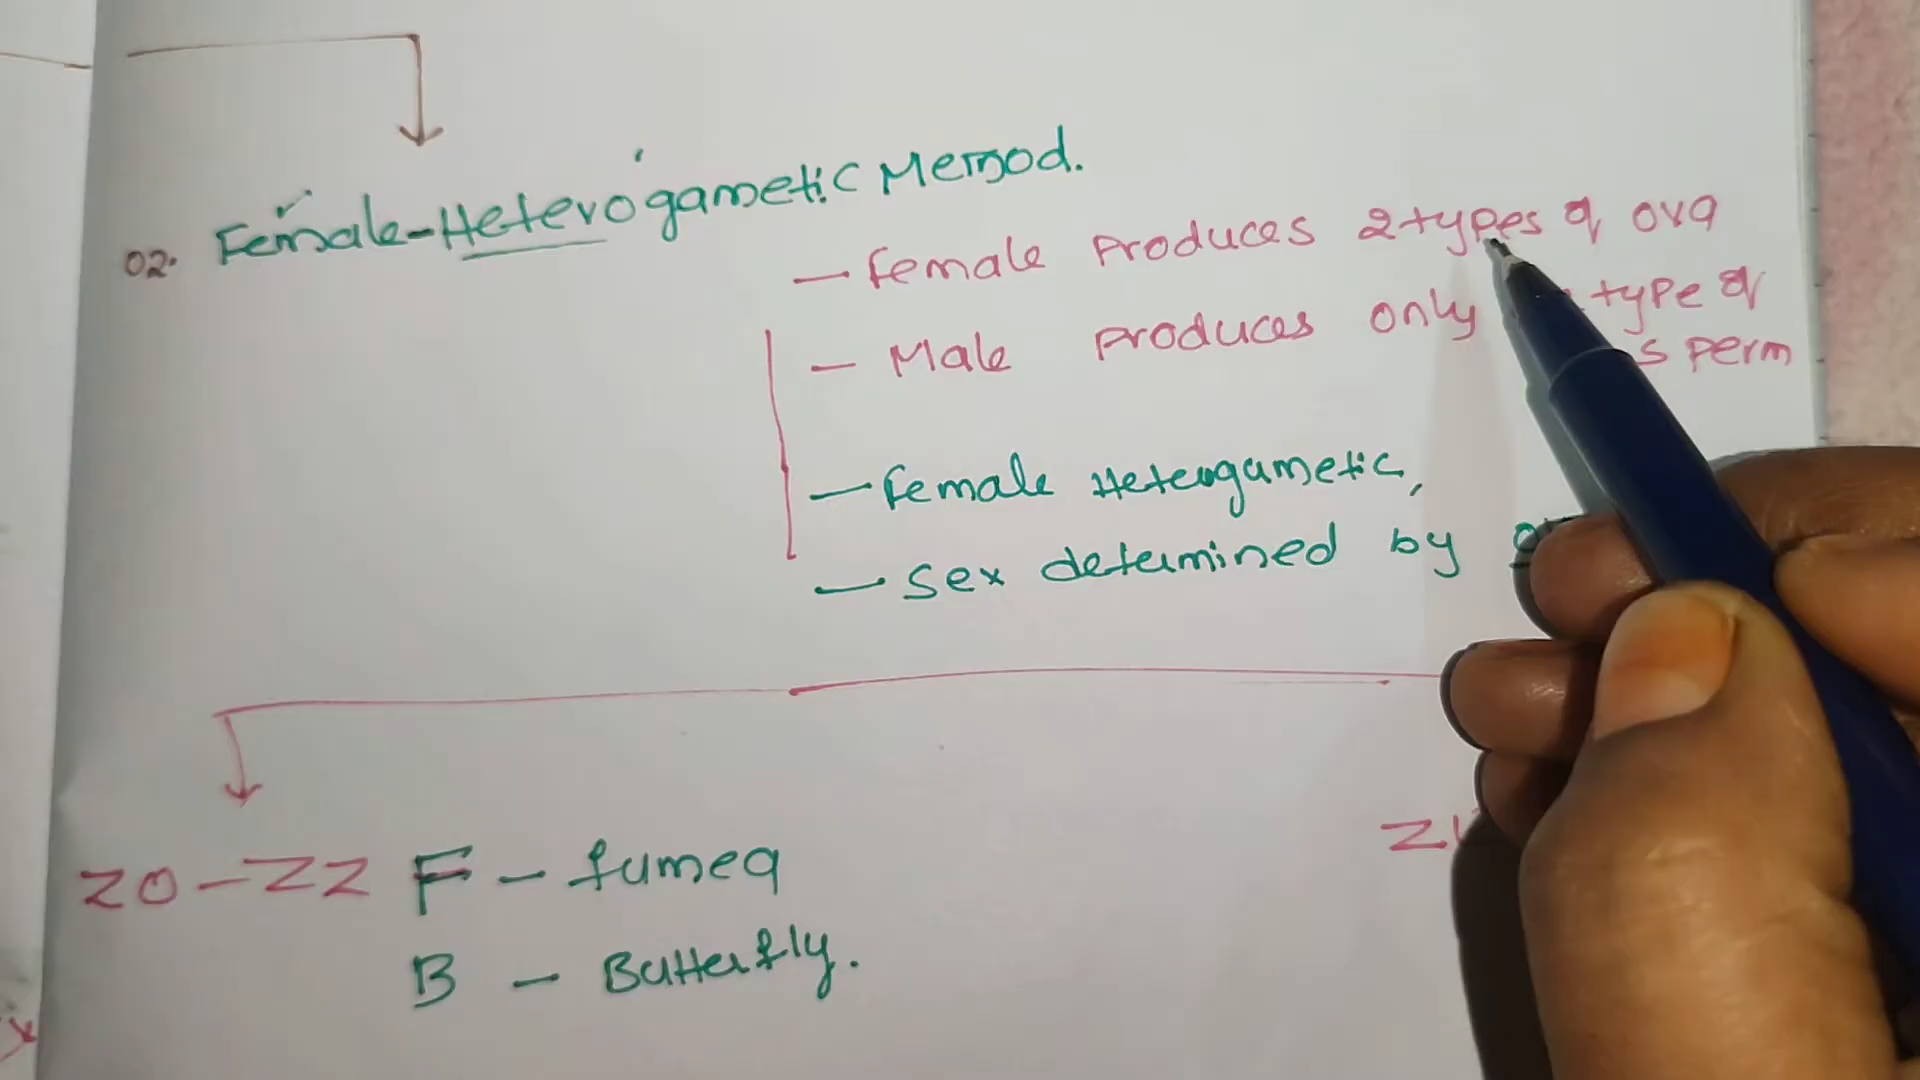 02. Female-Heterogametic Method.
— Female Produces 2 types of ova
— Male Produces only type of
sperm
— Female Heterogametic,
— Sex determined by
ZO-ZZ F - fumea
B - Butterfly.